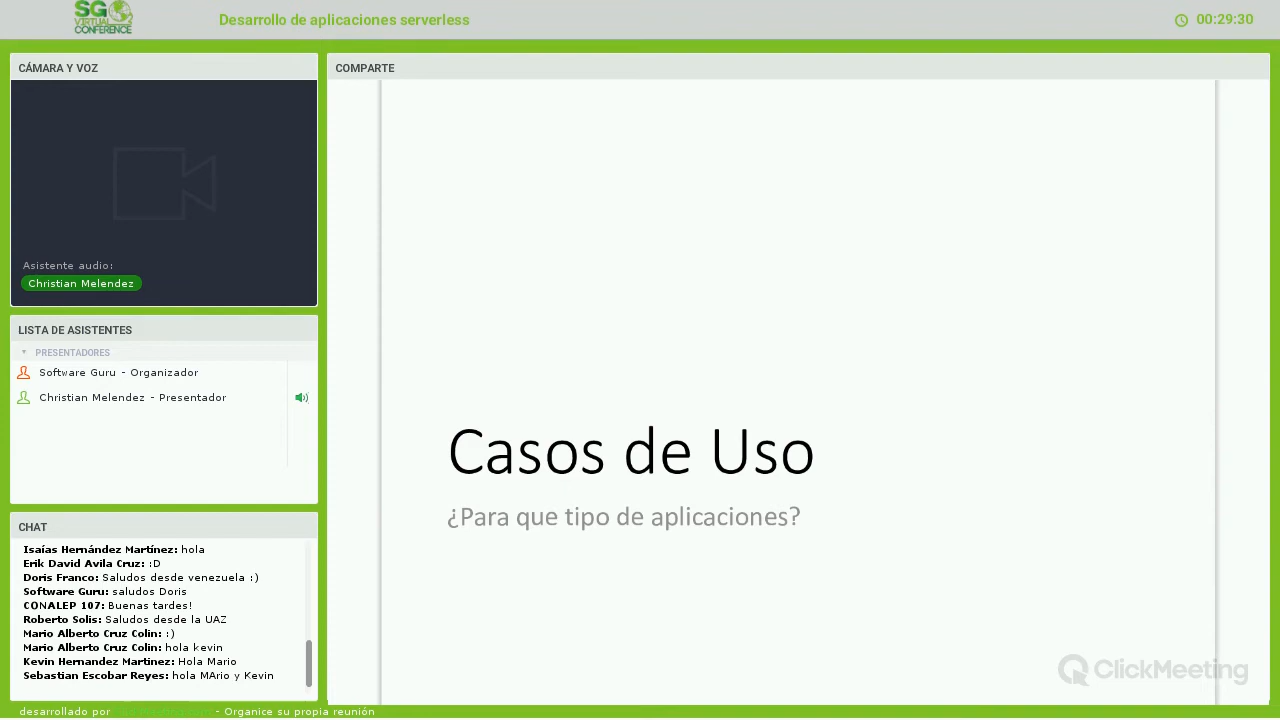 SG
VIRTUAL
CONFERENCE
Desarrollo de aplicaciones serverless
00:29:30
CÁMARA Y VOZ
Asistente audio:
Christian Melendez
LISTA DE ASISTENTES
PRESENTADORES
Software Guru - Organizador
Christian Melendez - Presentador
CHAT
Isaías Hernández Martínez: hola
Erik David Avila Cruz: :D
Doris Franco: Saludos desde venezuela :)
Software Guru: saludos Doris
CONALEP 107: Buenas tardes!
Roberto Solis: Saludos desde la UAZ
Mario Alberto Cruz Colin: :)
Mario Alberto Cruz Colin: hola kevin
Kevin Hernandez Martinez: Hola Mario
Sebastian Escobar Reyes: hola MArio y Kevin
COMPARTE
Casos de Uso
¿Para que tipo de aplicaciones?
ClickMeeting
desarrollado por - Organice su propia reunión